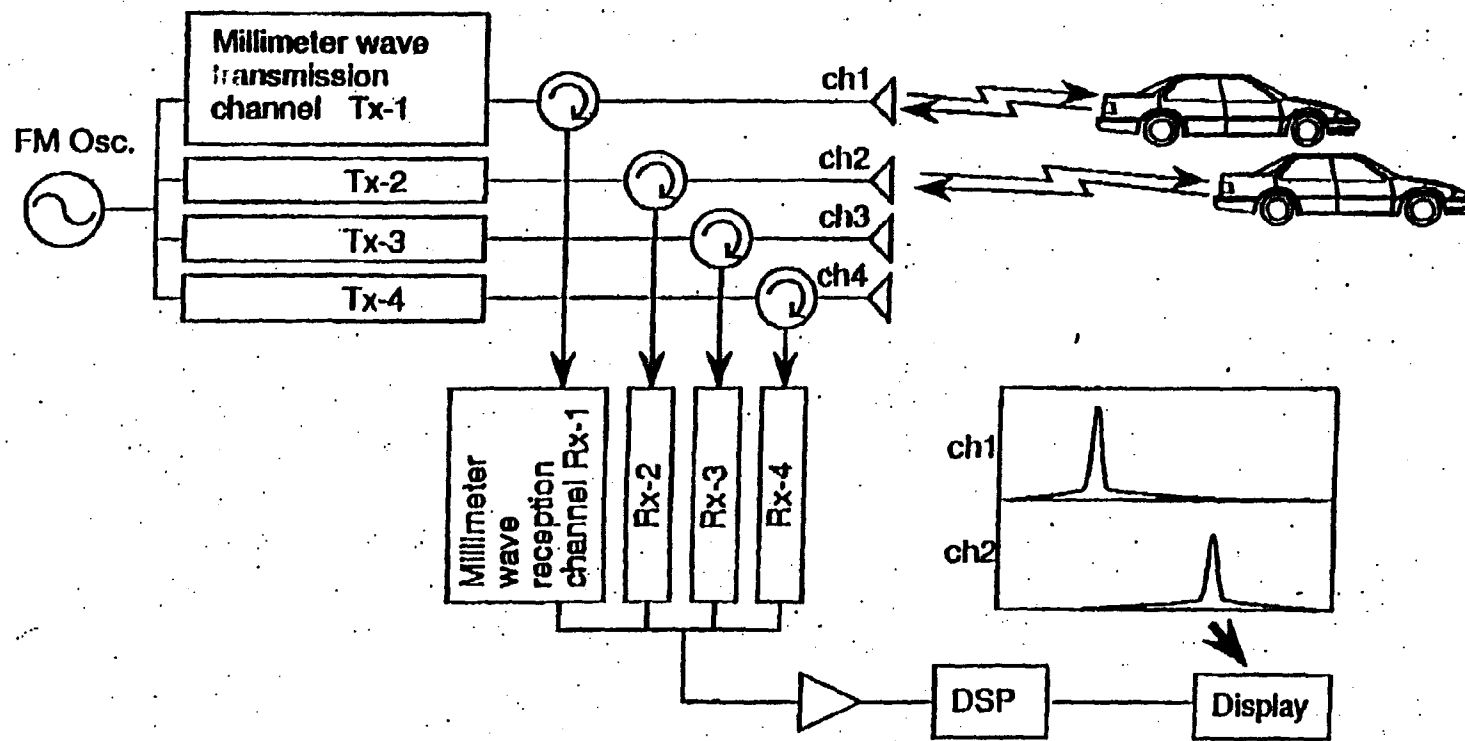 Millimeter wave
transmission
channel Tx-1
FM Osc.
Tx-2
Tx-3
Tx-4
ch1
ch2
ch3
ch4
Millimeter
wave
reception
channel Rx-1
Rx-2
Rx-3
Rx-4
ch1
ch2
DSP
Display